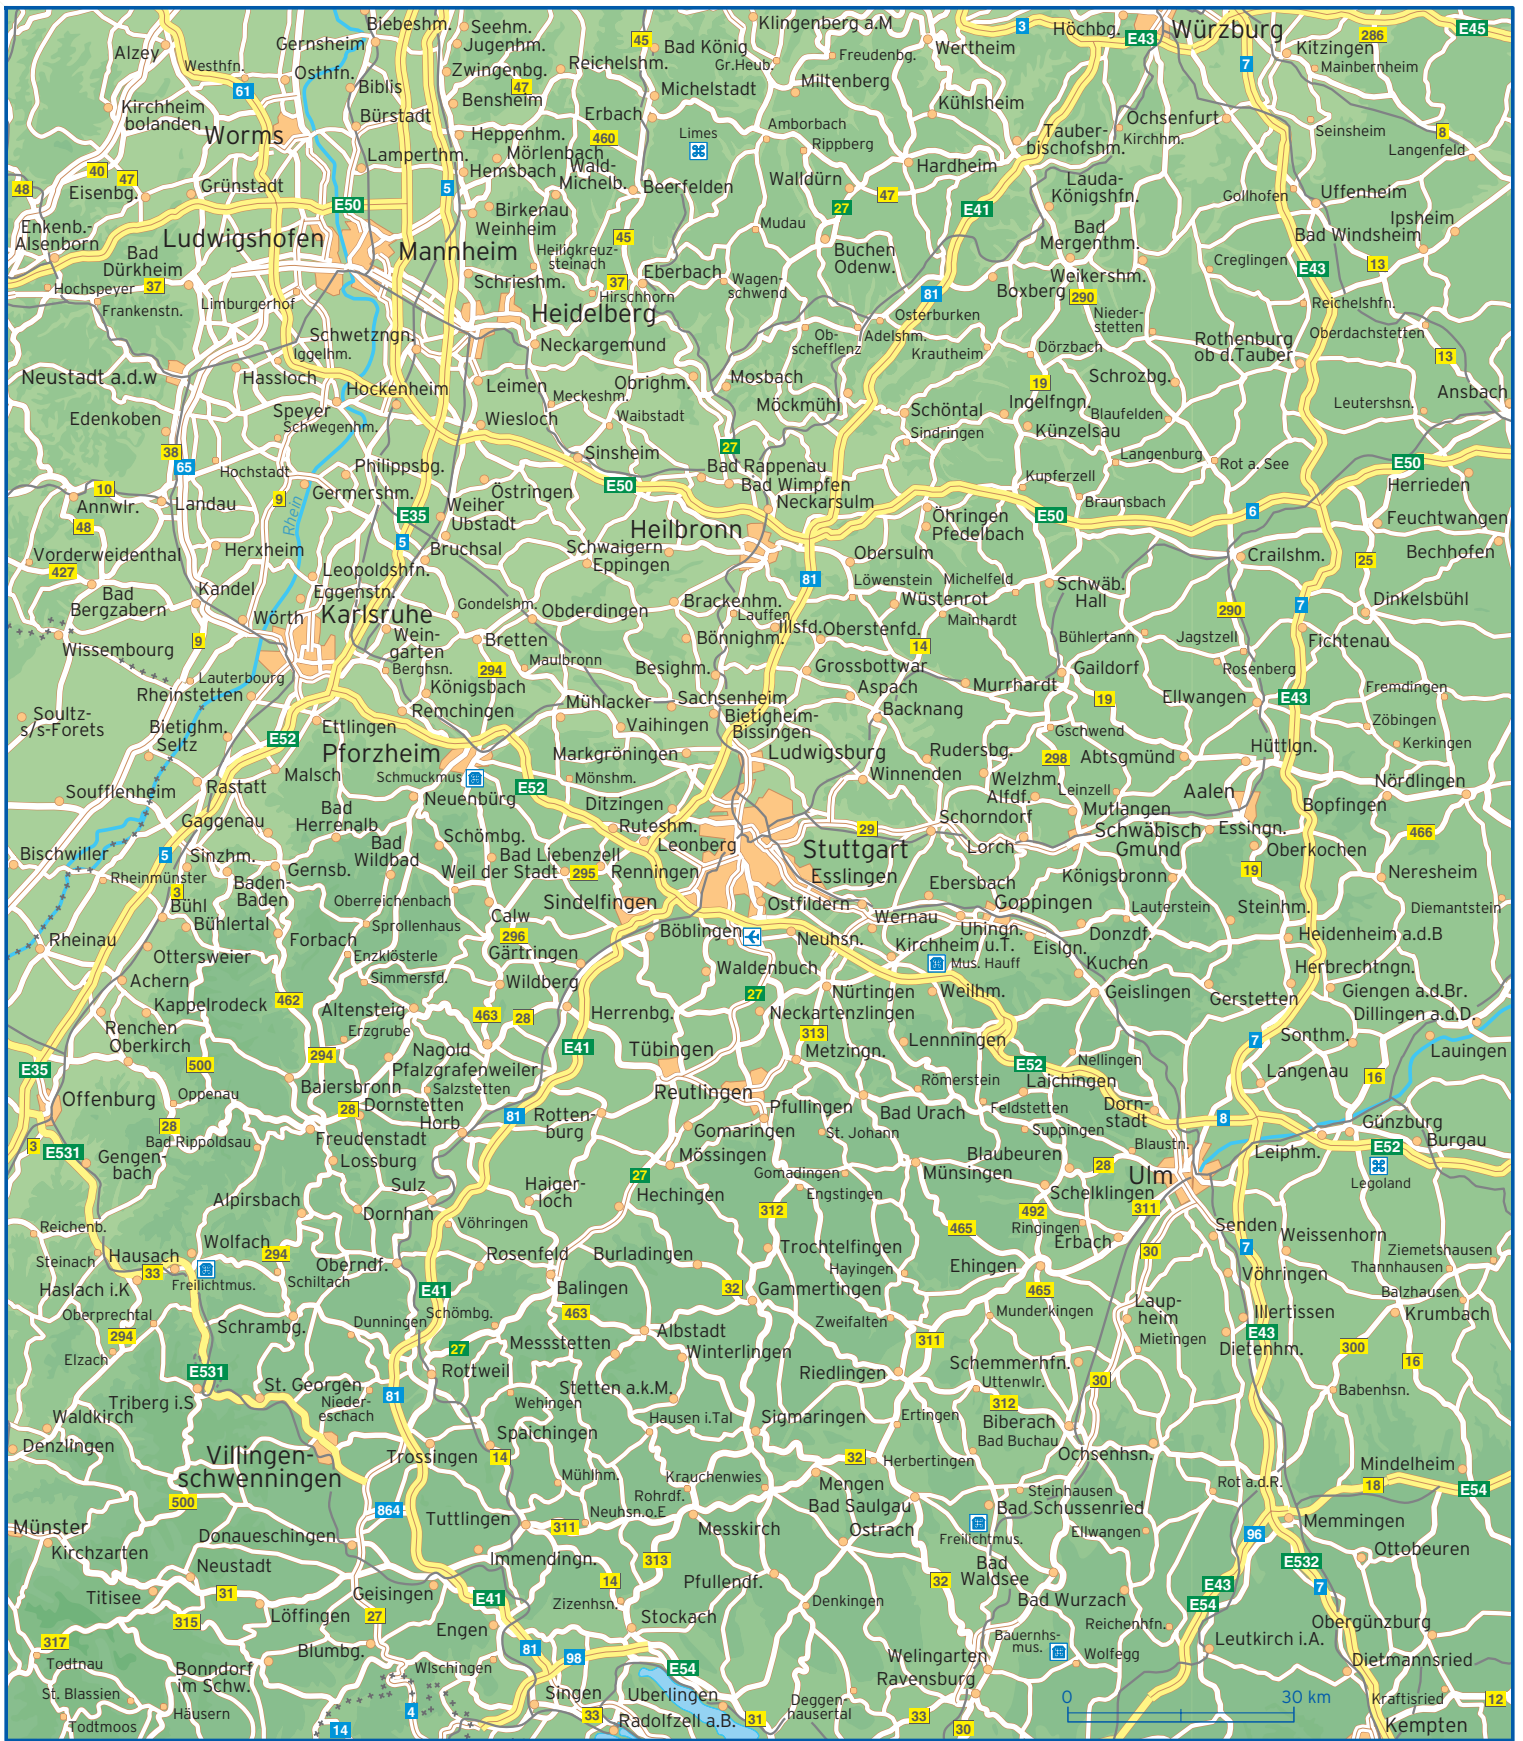 Biebeshm.
Seehm.
Jugenhm.
Klingenberg a.M
Höchbg.
Würzburg
E43
E45
3
45
286
Alzey
Gernsheim
Bad König
Gr.Heub.
Freudenbg.
Wertheim
Kitzingen
Mainbernheim
Westhfn.
Osthfn.
Zwingenbg.
Reichelshm.
7
61
Biblis
47
Bensheim
Michelstadt
Miltenberg
Kühlsheim
Kirchheim
bolanden
Worms
Bürstadt
Erbach
Limes
Amorbach
Rippberg
Tauber-
bischofshm.
Ochsenfurt
Kirchhm.
Seinsheim
8
Langenfeld
Heppenhm.
460
Mörlenbach
Hemsbach
Wald-
Michelb.
Lamperthm.
Beerfelden
Walldürn
47
Hardheim
40
47
48
Eisenbg.
Grünstadt
5
E50
27
E41
Lauda-
Königshfn.
Gollhofen
Uffenheim
Enkenb.-
Alsenborn
Ludwigshofen
Birkenau
Weinheim
45
Mudau
Bad
Mergenthm.
Ipsheim
Bad Windsheim
Bad
Dürkheim
Mannheim
Heiligkreuz-
steinach
Buchen
Odenw.
Creglingen
E43
13
Hochspeyer
37
Schrieshm.
37
Hirschhorn
Eberbach
Wagen-
schwend
81
Boxberg
Weikershm.
290
Frankenstn.
Limburgerhof
Heidelberg
Osterburken
Nieder-
stetten
Reichelshfn.
Schwetzngn.
Iggelhm.
Neckargemund
Ob-
schefflenz
Adelshm.
Krautheim
Dörzbach
Rothenburg
ob d.Tauber
Oberdachstetten
13
Neustadt a.d.w
Hassloch
Hockenheim
Leimen
Obrighm.
Mosbach
19
Schrozbg.
Ansbach
Meckeshm.
Möckmühl
Ingelfngn.
Leutershsn.
Edenkoben
Speyer
Schwegenhm.
Wiesloch
Waibstadt
Schöntal
Sindringen
Künzelsau
Blaufelden
38
65
Hochstadt
Philippsbg.
Sinsheim
27
Bad Rappenau
Bad Wimpfen
Langenburg
Rot a. See
E50
10
Annwlr.
Landau
9
Germershm.
Östringen
E50
Neckarsulm
Kupferzell
Braunsbach
Herrieden
48
Rhein
E35
Weiher
Ubstadt
Heilbronn
Öhringen
Pfedelbach
E50
6
Feuchtwangen
Vorderweidenthal
427
Herxheim
5
Bruchsal
Schwaigern
Eppingen
Obersulm
Crailshm.
25
Bechhofen
Leopoldshfn.
Eggenstn.
81
Löwenstein
Michelfeld
Schwäb.
Hall
Bad
Bergzabern
Kandel
Wörth
Karlsruhe
Gondelshm.
Obderdingen
Brackenhm.
Lauffen
Wüstenrot
Mainhardt
290
7
Dinkelsbühl
Wissembourg
9
Wein-
garten
Berghsn.
Bretten
Maulbronn
Bönnighm.
Illsfd.
Oberstenfd.
14
Bühlertann
Jagstzell
Fichtenau
Lauterbourg
294
Besighm.
Grossbottwar
Gaildorf
Rosenberg
Rheinstetten
Königsbach
Remchingen
Mühlacker
Sachsenheim
Aspach
Murrhardt
19
Ellwangen
E43
Fremdingen
Soultz-
s/s-Forets
Bietighm.
Seltz
E52
Ettlingen
Vaihingen
Bietigheim-
Bissingen
Backnang
Gschwend
Zöbingen
Kerkingen
Pforzheim
Markgröningen
Ludwigsburg
Rudersbg.
298
Abtsgmünd
Hüttlgn.
Soufflenheim
Rastatt
Malsch
Schmuckmus
E52
Mönshm.
Winnenden
Welzhm.
Alfdf.
Leinzell
Mutlangen
Aalen
Nördlingen
Neuenbürg
Ditzingen
Bopfingen
Bad
Herrenalb
Gaggenau
Schömbg.
Ruteshm.
29
Schorndorf
Schwäbisch
Gmund
Essingn.
466
Bischwiller
5
Sinzhm.
Bad
Wildbad
Bad Liebenzell
Leonberg
Stuttgart
Lorch
Oberkochen
Rheinmünster
Gernsb.
Weil der Stadt
295
Renningen
Esslingen
Ebersbach
Königsbronn
19
Neresheim
3
Bühl
Baden-
Baden
Oberreichenbach
Sindelfingen
Ostfildern
Goppingen
Lauterstein
Steinhm.
Diemantstein
Bühlertal
Calw
Sprollenhaus
Wernau
Uhingn.
Donzdf.
Rheinau
Forbach
296
Böblingen
Neuhsn.
Kirchheim u.T.
Eislgn.
Heidenheim a.d.B
Ottersweier
Enzklösterle
Gärtringen
Mus. Hauff
Kuchen
Achern
Simmersfd.
Wildberg
Waldenbuch
Herbrechtngn.
Kappelrodeck
462
Altensteig
27
Nürtingen
Weilhm.
Geislingen
Gerstetten
Giengen a.d.Br.
Renchen
Oberkirch
Erzgrube
463
28
Herrenbg.
Neckartenzlingen
Dillingen a.d.D.
294
Nagold
E41
Tübingen
313
Metzingn.
Lennningen
7
Sonthm.
Lauingen
E35
500
Pfalzgrafenweiler
E52
Nellingen
Langenau
16
Offenburg
Oppenau
Baiersbronn
Salzstetten
Reutlingen
Römerstein
Laichingen
28
Dornstetten
Horb.
81
Rotten-
burg
Pfullingen
Bad Urach
Feldstetten
Dorn-
stadt
8
28
Bad Rippoldsau
Freudenstadt
Gomaringen
St. Johann
Suppingen
Günzburg
3
E531
Gengen-
bach
Lossburg
Mössingen
Blaubeuren
Blaustn.
Leiphm.
E52
Burgau
27
Gomadingen
Münsingen
28
Ulm
Legoland
Alpirsbach
Sulz
Haiger-
loch
Hechingen
Engstingen
Schelklingen
311
Reichenb.
Dornhan
Vöhringen
312
492
Ringingen
Senden
Wolfach
465
Erbach
Weissenhorn
Steinach
Hausach
294
Oberndf.
Rosenfeld
Burladingen
Trochtelfingen
30
7
Ziemetshausen
33
Freilichtmus.
Schiltach
Hayingen
Ehingen
Vöhringen
Thannhausen
Haslach i.K
E41
Balingen
32
Gammertingen
465
Balzhausen
Oberprechtal
Schrambg.
Schömbg.
463
Munderkingen
Laup-
heim
Illertissen
Krumbach
294
Dunningen
Albstadt
Zweifalten
Mietingen
E43
Elzach
27
Messstetten
Winterlingen
311
Dietenhm.
300
16
E531
Rottweil
Riedlingen
Schemmerhfn.
Triberg i.S
St. Georgen
81
Stetten a.k.M.
Uttenwlr.
30
Babenhsn.
Waldkirch
Nieder-
eschach
Wehingen
Hausen i.Tal
Sigmaringen
Ertingen
312
Biberach
Bad Buchau
Denzlingen
Villingen-
schwenningen
Spaichingen
Trossingen
14
32
Herbertingen
Ochsenhsn.
Mindelheim
Mühlhm.
Krauchenwies
Mengen
Rot a.d.R.
18
E54
500
864
Rohrdf.
Bad Saulgau
Steinhausen
Bad Schussenried
Münster
Tuttlingen
311
Neuhsn.o.E
Messkirch
Ostrach
Freilichtmus.
Ellwangen
96
Memmingen
Kirchzarten
Donaueschingen
Immendingn.
313
Bad
Waldsee
E532
Ottobeuren
Neustadt
14
Pfullendf.
32
E43
7
Titisee
31
Geisingen
E41
Zizenhsn.
Denkingen
Bad Wurzach
E54
315
Löffingen
27
Stockach
Reichenhfn.
Obergünzburg
317
Engen
Bauernhs-
mus.
Leutkirch i.A.
Todtnau
Blumbg.
81
98
E54
Welingarten
Wolfegg
Dietmannsried
Bonndorf
im Schw.
Wlschingen
Ravensburg
St. Blassien
Häusern
4
Singen
Uberlingen
Deggen-
hausertal
0
30 km
Kraftisried
12
Todtmoos
14
33
Radolfzell a.B.
31
33
30
Kempten